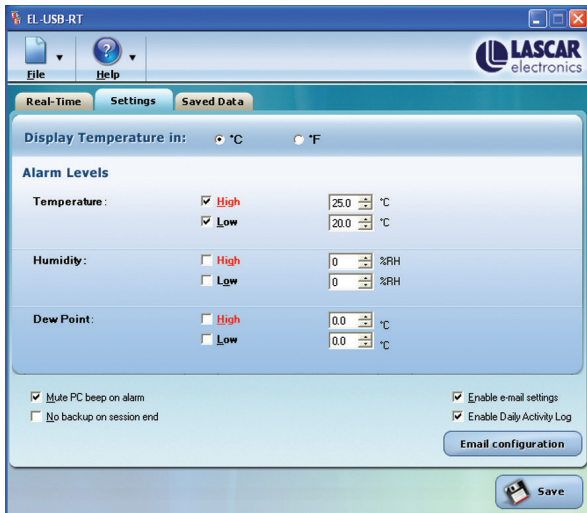 EL-USB-RT
File
Help
LASCAR
electronics
Real-Time
Settings
Saved Data
Display Temperature in: °C °F
Alarm Levels
Temperature: High 25.0 °C
Low 20.0 °C
Humidity: High 0 %RH
Low 0 %RH
Dew Point: High 0.0 °C
Low 0.0 °C
Mute PC beep on alarm
Enable e-mail settings
No backup on session end
Enable Daily Activity Log
Email configuration
Save